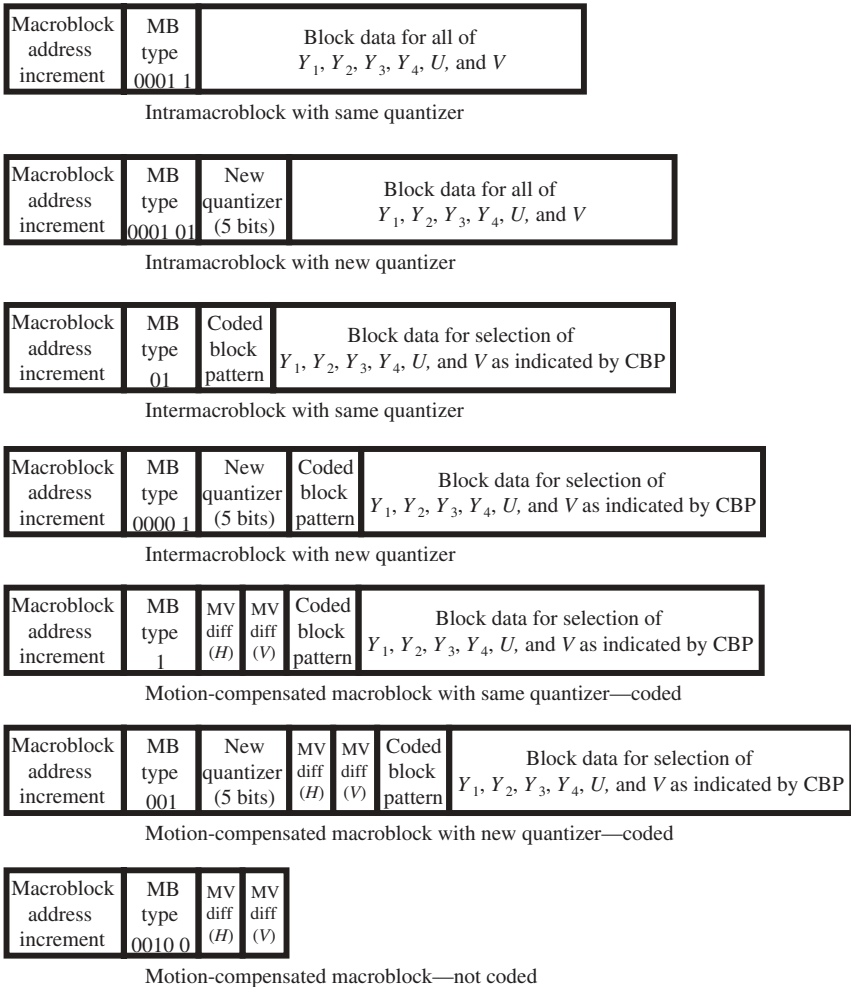 Macroblock address increment
MB type 0001 1
Block data for all of
Y1, Y2, Y3, Y4, U, and V
Intramacroblock with same quantizer
Macroblock address increment
MB type 0001 01
New quantizer (5 bits)
Block data for all of
Y1, Y2, Y3, Y4, U, and V
Intramacroblock with new quantizer
Macroblock address increment
MB type 01
Coded block pattern
Block data for selection of
Y1, Y2, Y3, Y4, U, and V as indicated by CBP
Intermacroblock with same quantizer
Macroblock address increment
MB type 0000 1
New quantizer (5 bits)
Coded block pattern
Block data for selection of
Y1, Y2, Y3, Y4, U, and V as indicated by CBP
Intermacroblock with new quantizer
Macroblock address increment
MB type 1
MV diff (H)
MV diff (V)
Coded block pattern
Block data for selection of
Y1, Y2, Y3, Y4, U, and V as indicated by CBP
Motion-compensated macroblock with same quantizer—coded
Macroblock address increment
MB type 001
New quantizer (5 bits)
MV diff (H)
MV diff (V)
Coded block pattern
Block data for selection of
Y1, Y2, Y3, Y4, U, and V as indicated by CBP
Motion-compensated macroblock with new quantizer—coded
Macroblock address increment
MB type 0010 0
MV diff (H)
MV diff (V)
Motion-compensated macroblock—not coded